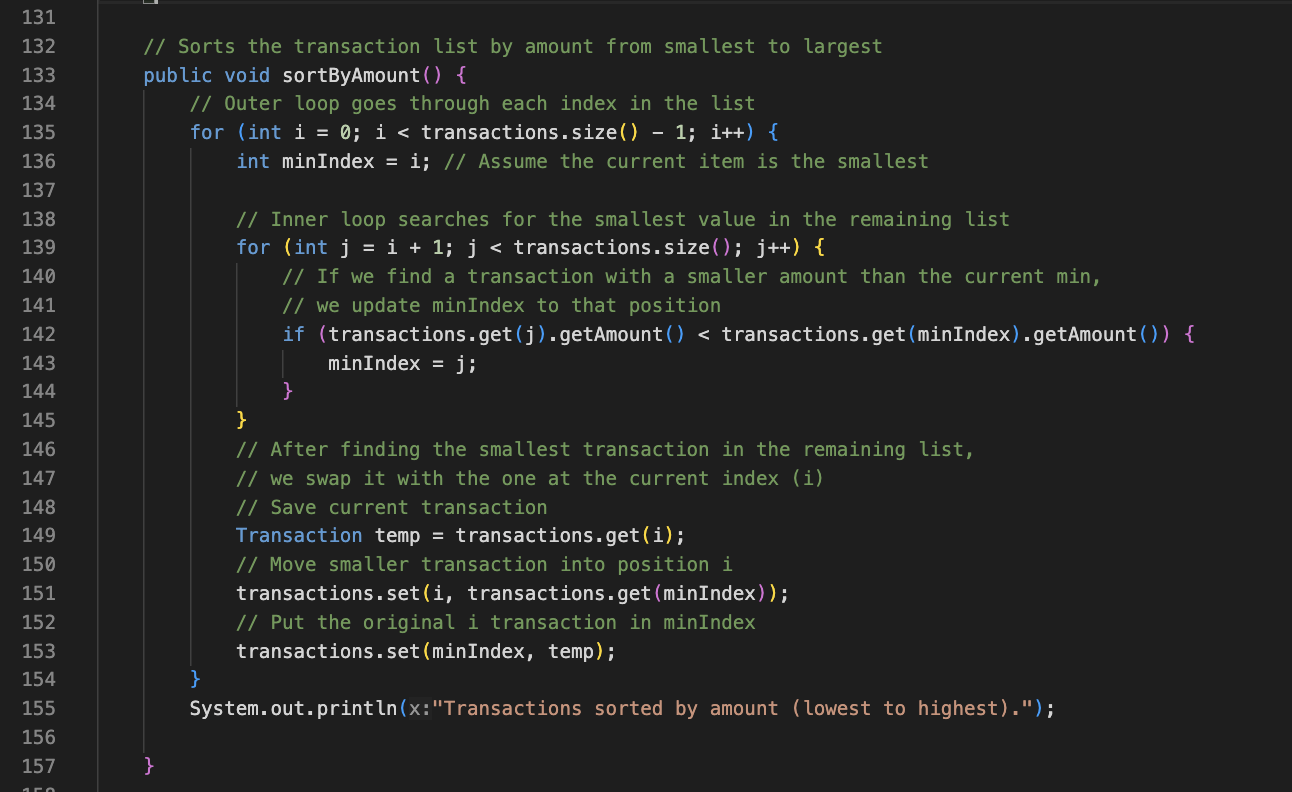 131
132 // Sorts the transaction list by amount from smallest to largest
133 public void sortByAmount() {
134 // Outer loop goes through each index in the list
135 for (int i = 0; i < transactions.size() - 1; i++) {
136 int minIndex = i; // Assume the current item is the smallest
137
138 // Inner loop searches for the smallest value in the remaining list
139 for (int j = i + 1; j < transactions.size(); j++) {
140 // If we find a transaction with a smaller amount than the current min,
141 // we update minIndex to that position
142 if (transactions.get(j).getAmount() < transactions.get(minIndex).getAmount()) {
143 minIndex = j;
144 }
145 }
146 // After finding the smallest transaction in the remaining list,
147 // we swap it with the one at the current index (i)
148 // Save current transaction
149 Transaction temp = transactions.get(i);
150 // Move smaller transaction into position i
151 transactions.set(i, transactions.get(minIndex));
152 // Put the original i transaction in minIndex
153 transactions.set(minIndex, temp);
154 }
155 System.out.println(x:"Transactions sorted by amount (lowest to highest).");
156
157 }